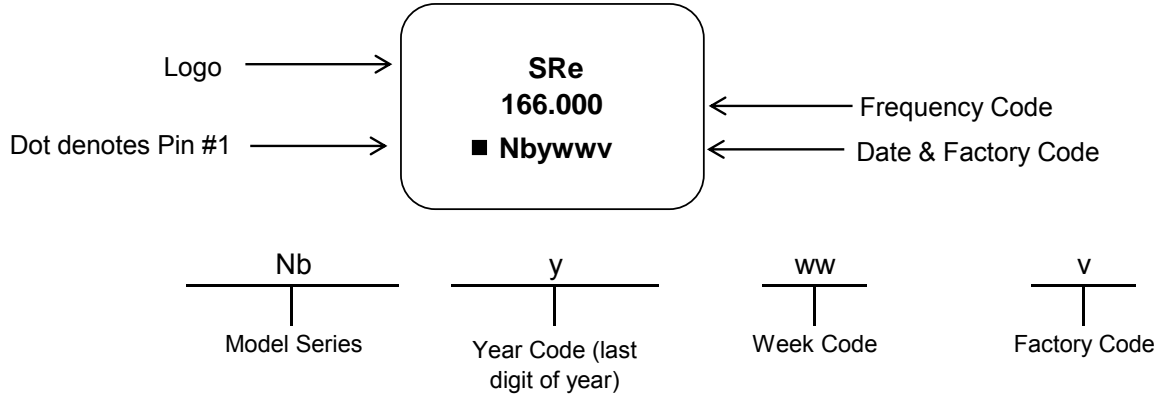 Logo
SRe
166.000
Frequency Code
Dot denotes Pin #1
Nbywwv
Date & Factory Code
Nb
y
ww
v
Model Series
Year Code (last
digit of year)
Week Code
Factory Code